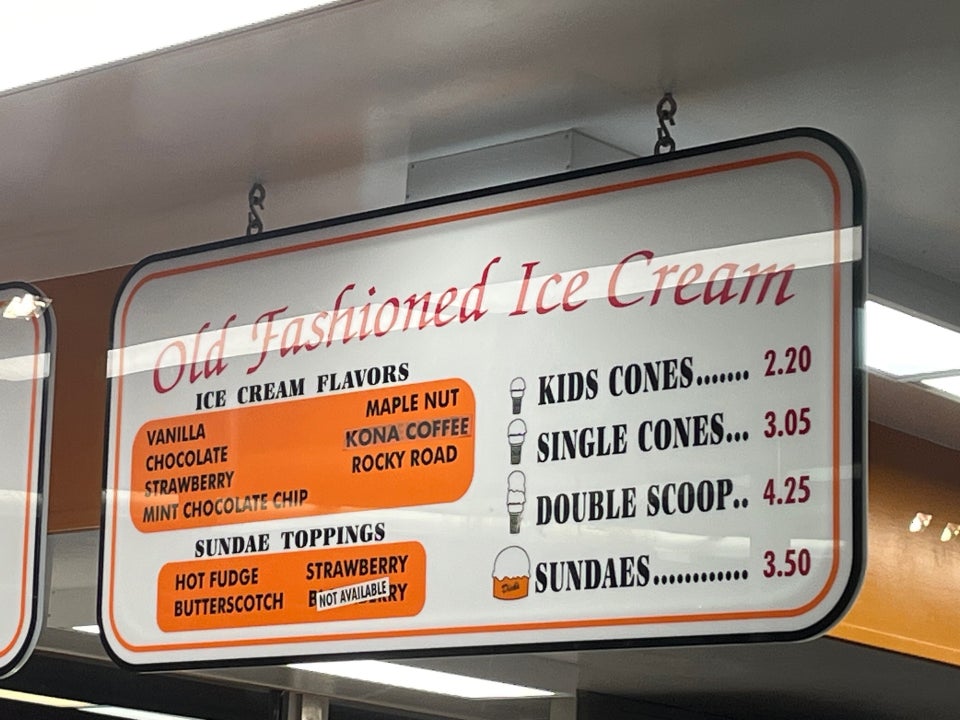 Old Fashioned Ice Cream
ICE CREAM FLAVORS
VANILLA
CHOCOLATE
STRAWBERRY
MINT CHOCOLATE CHIP
MAPLE NUT
KONA COFFEE
ROCKY ROAD
SUNDAE TOPPINGS
HOT FUDGE
BUTTERSCOTCH
STRAWBERRY
NOT AVAILABLE
KIDS CONES....... 2.20
SINGLE CONES... 3.05
DOUBLE SCOOP.. 4.25
Dick's
SUNDAES............ 3.50